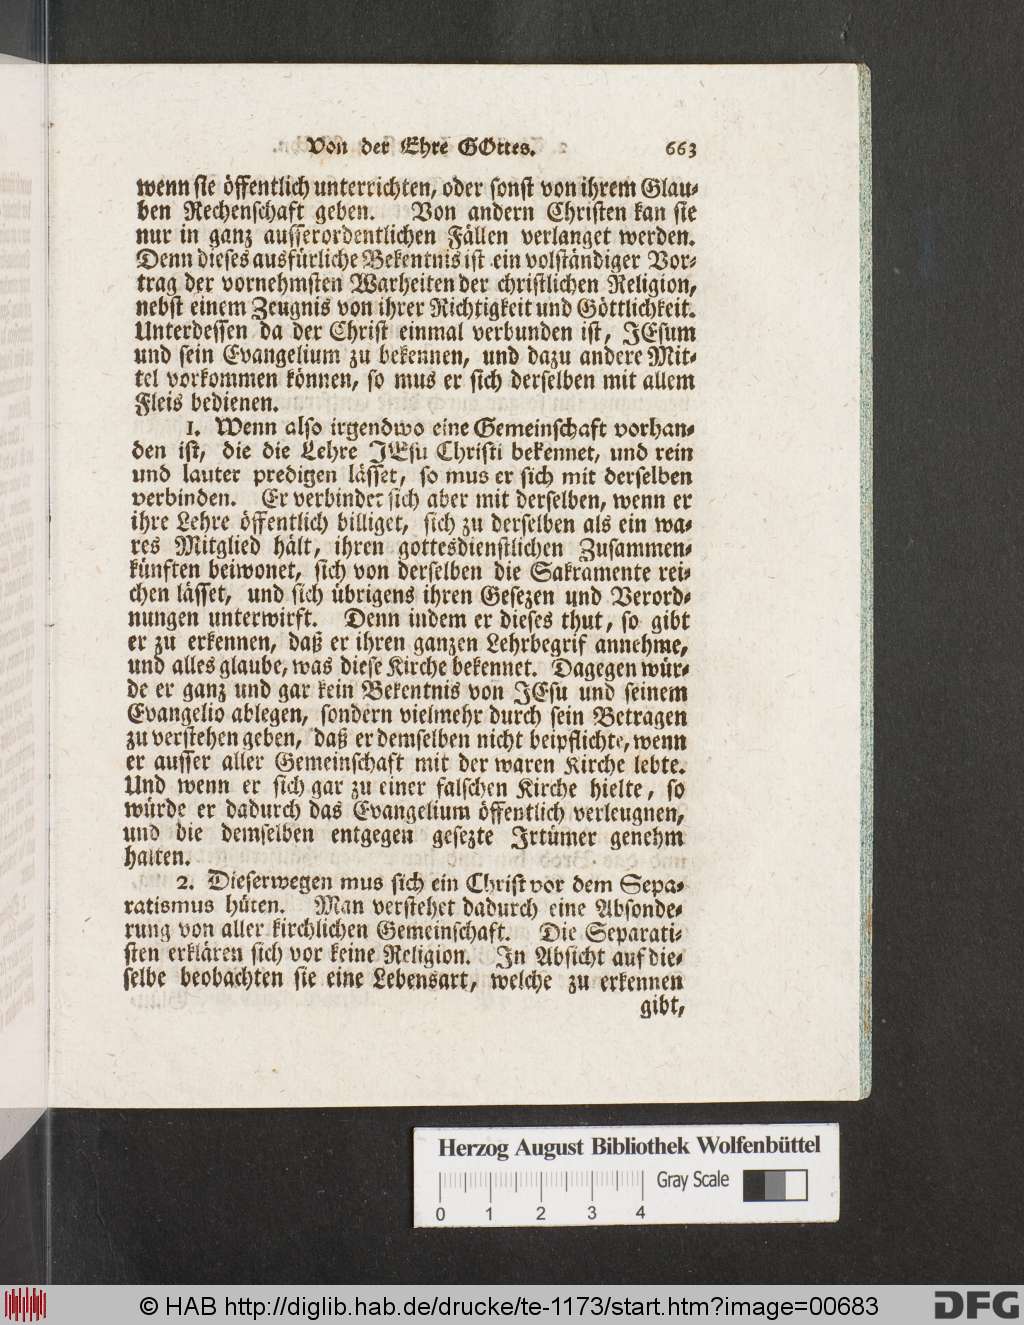 Von der Ehre GOttes. 663
wenn sie öffentlich unterrichten, oder sonst von ihrem Glau-
ben Rechenschaft geben. Von andern Christen kan sie
nur in ganz ausserordentlichen Fällen verlanget werden.
Denn dieses ausfürliche Bekentnis ist ein volständiger Vor-
trag der vornehmsten Warheiten der christlichen Religion,
nebst einem Zeugnis von ihrer Richtigkeit und Göttlichkeit.
Unterdessen da der Christ einmal verbunden ist, JEsum
und sein Evangelium zu bekennen, und dazu andere Mit-
tel vorkommen können, so mus er sich derselben mit allem
Fleis bedienen.
1. Wenn also irgendwo eine Gemeinschaft vorhan-
den ist, die die Lehre JEsu Christi bekennet, und rein
und lauter predigen lässet, so mus er sich mit derselben
verbinden. Er verbindet sich aber mit derselben, wenn er
ihre Lehre öffentlich billiget, sich zu derselben als ein wa-
res Mitglied hält, ihren gottesdienstlichen Zusammen-
künften beiwonet, sich von derselben die Sakramente rei-
chen lässet, und sich übrigens ihren Gesezen und Verord-
nungen unterwirft. Denn indem er dieses thut, so gibt
er zu erkennen, daß er ihren ganzen Lehrbegrif annehme,
und alles glaube, was diese Kirche bekennet. Dagegen wür-
de er ganz und gar kein Bekentnis von JEsu und seinem
Evangelio ablegen, sondern vielmehr durch sein Betragen
zu verstehen geben, daß er demselben nicht beipflichte, wenn
er ausser aller Gemeinschaft mit der waren Kirche lebte.
Und wenn er sich gar zu einer falschen Kirche hielte, so
würde er dadurch das Evangelium öffentlich verleugnen,
und die demselben entgegen gesezte Irtümer genehm
halten.
2. Dieserwegen mus sich ein Christ vor dem Sepa-
ratismus hüten. Man verstehet dadurch eine Absonde-
rung von aller kirchlichen Gemeinschaft. Die Separati-
sten erklären sich vor keine Religion. In Absicht auf die-
selbe beobachten sie eine Lebensart, welche zu erkennen
gibt,
Herzog August Bibliothek Wolfenbüttel
Gray Scale
0 1 2 3 4
© HAB http://diglib.hab.de/drucke/te-1173/start.htm?image=00683
DFG